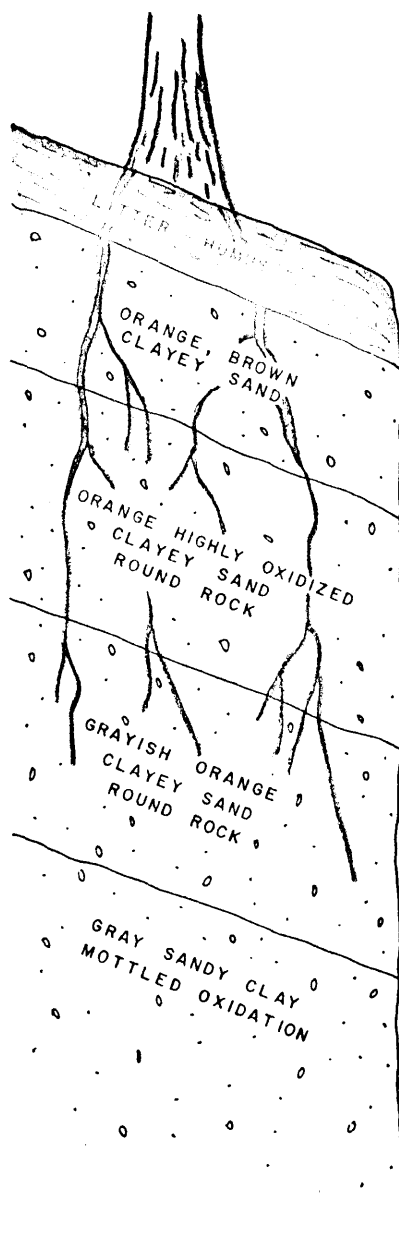 LITTER HUMUS
ORANGE, BROWN
CLAYEY SAND
ORANGE HIGHLY OXIDIZED
CLAYEY SAND
ROUND ROCK
GRAYISH ORANGE
CLAYEY SAND
ROUND ROCK
GRAY SANDY CLAY
MOTTLED OXIDATION